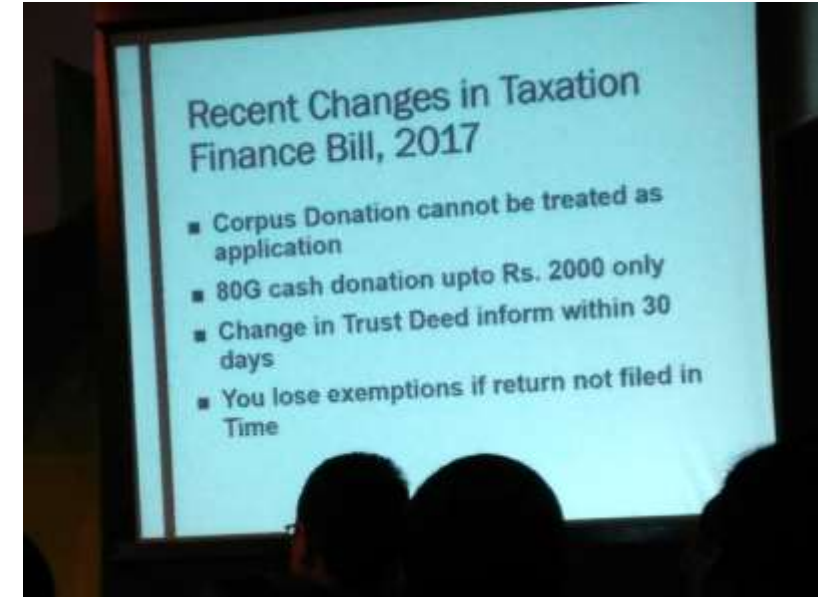 Recent Changes in Taxation
Finance Bill, 2017
▪ Corpus Donation cannot be treated as
application
▪ 80G cash donation upto Rs. 2000 only
▪ Change in Trust Deed inform within 30
days
▪ You lose exemptions if return not filed in
Time